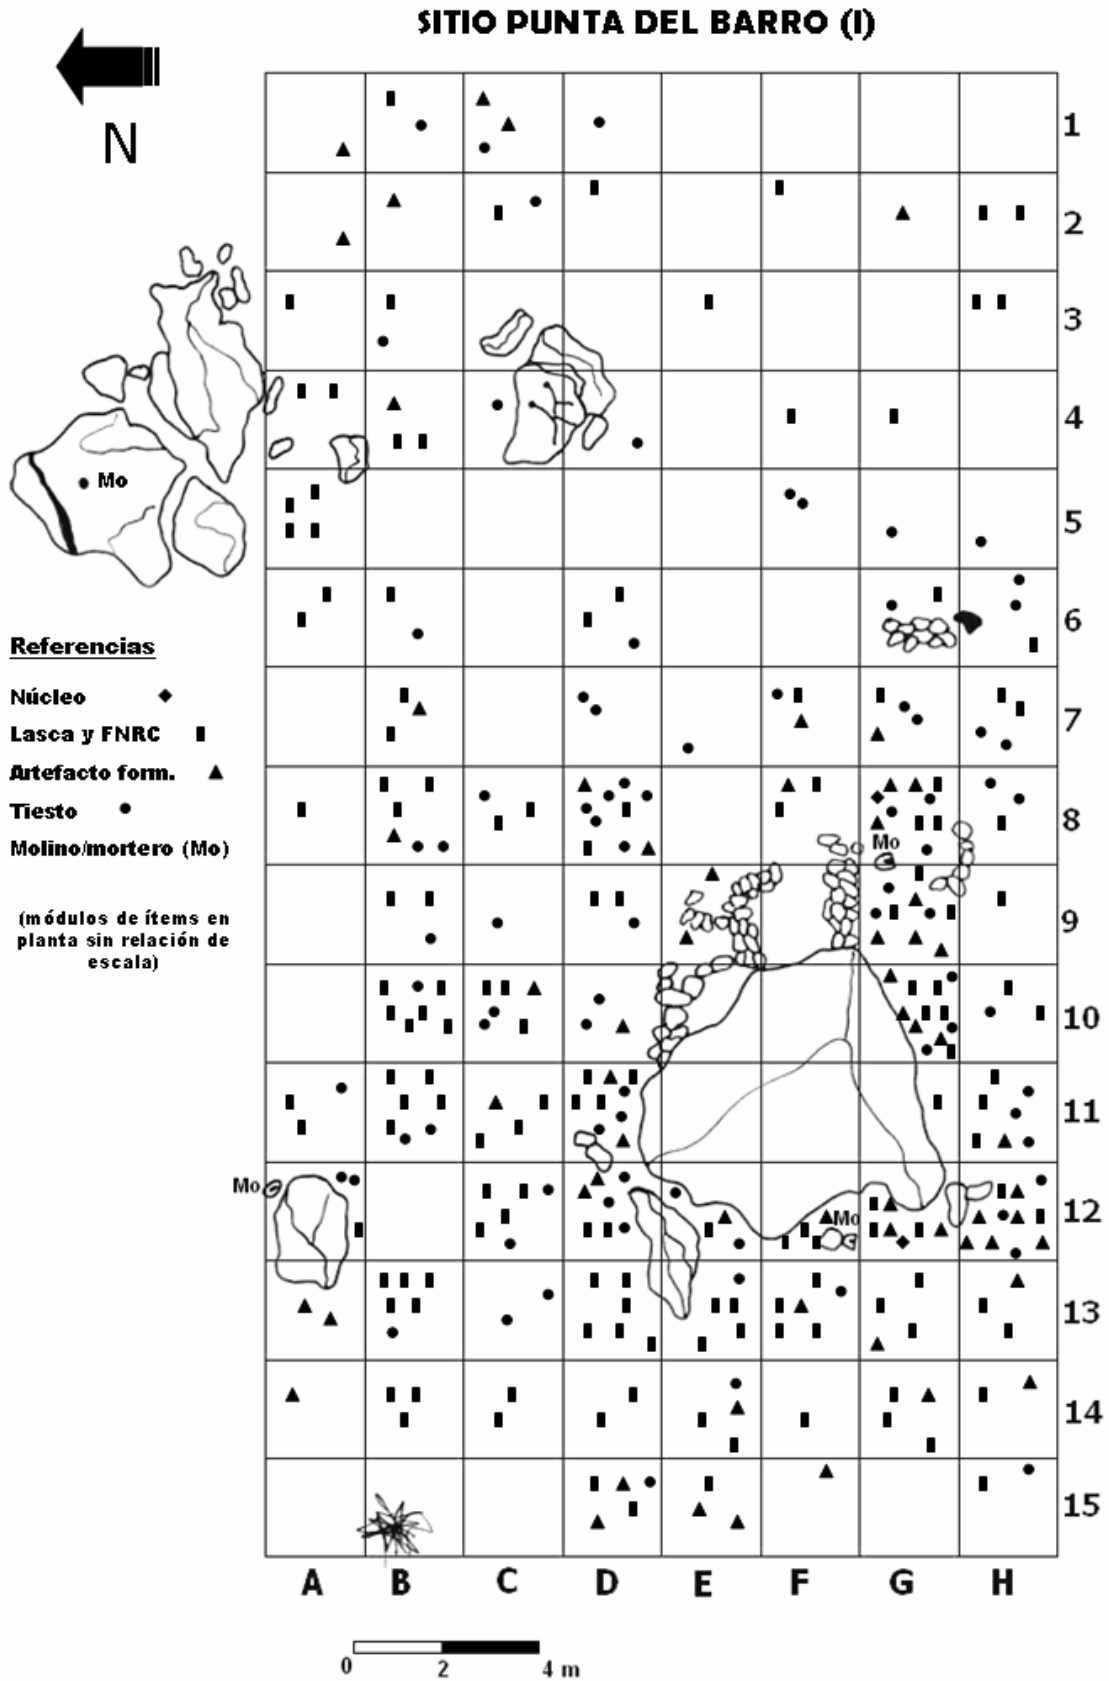 SITIO PUNTA DEL BARRO (I)
N
1
2
3
4
Mo
5
6
Referencias
Núcleo
7
Lasca y FNRC
Artefacto form.
Tiesto
8
Molino/mortero (Mo)
Mo
(módulos de ítems en
planta sin relación de
escala)
9
10
11
Mo
12
Mo
13
14
15
A B C D E F G H
0 2 4 m